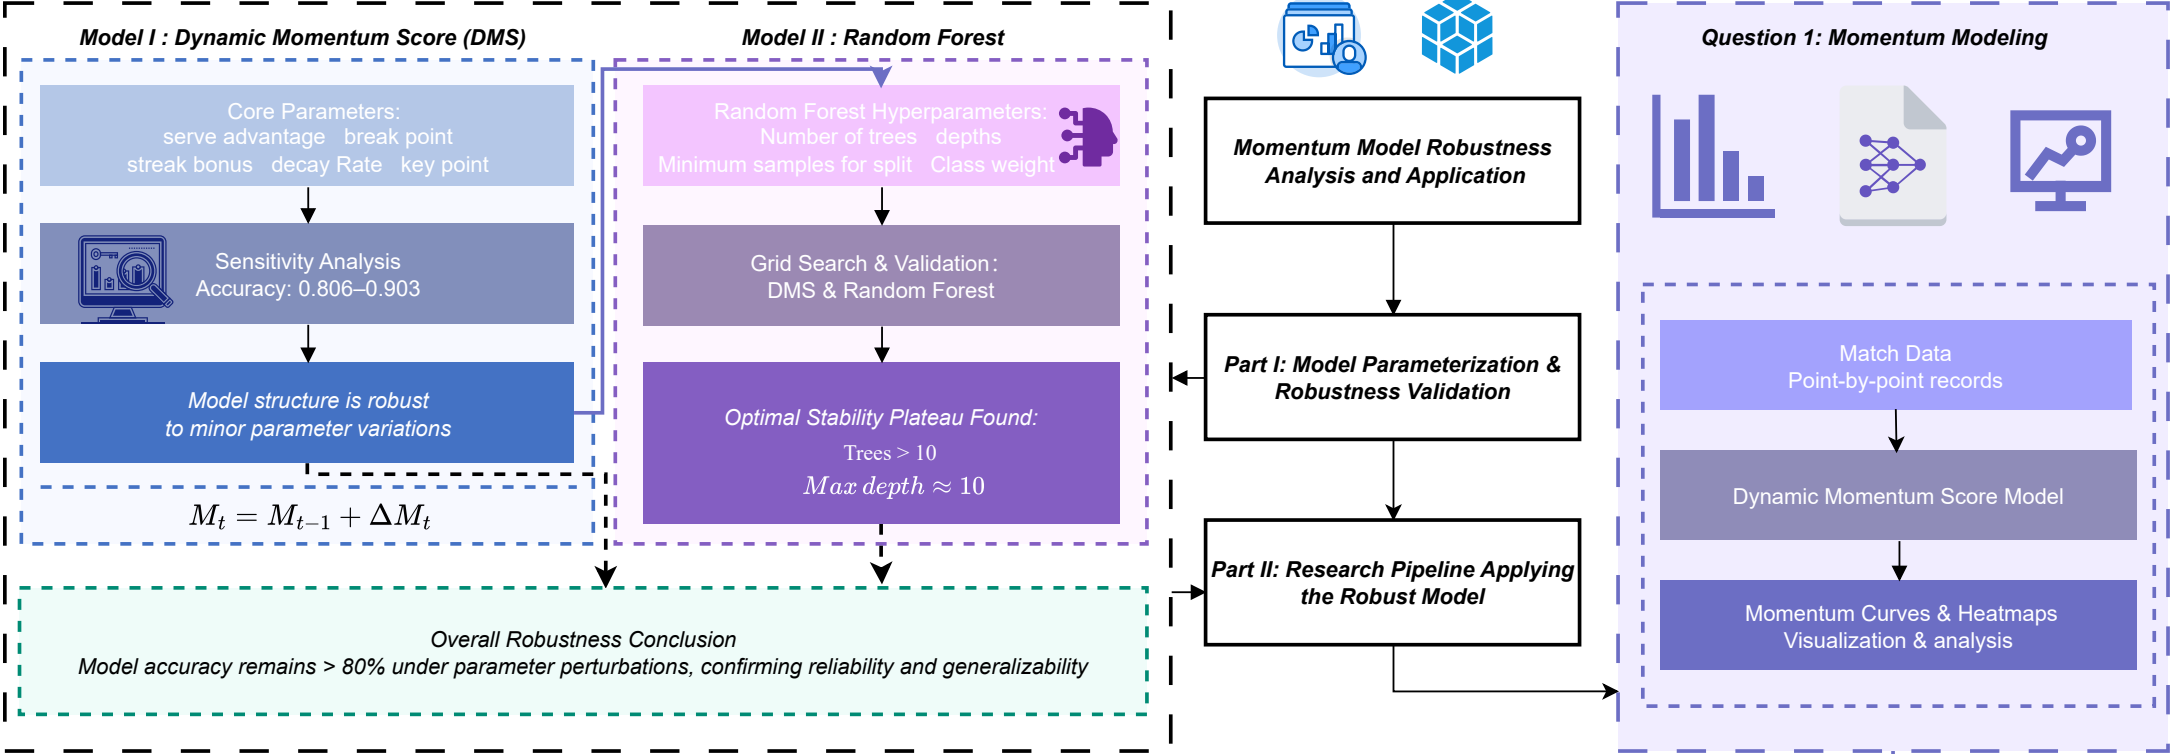 Model I : Dynamic Momentum Score (DMS)
Core Parameters:
serve advantage break point
streak bonus decay Rate key point
Sensitivity Analysis
Accuracy: 0.806–0.903
Model structure is robust
to minor parameter variations
M_t = M_{t-1} + ΔM_t
Model II : Random Forest
Random Forest Hyperparameters:
Number of trees depths
Minimum samples for split Class weight
Grid Search & Validation:
DMS & Random Forest
Optimal Stability Plateau Found:
Trees > 10
Max depth ≈ 10
Overall Robustness Conclusion
Model accuracy remains > 80% under parameter perturbations, confirming reliability and generalizability
Momentum Model Robustness
Analysis and Application
Part I: Model Parameterization &
Robustness Validation
Part II: Research Pipeline Applying
the Robust Model
Question 1: Momentum Modeling
Match Data
Point-by-point records
Dynamic Momentum Score Model
Momentum Curves & Heatmaps
Visualization & analysis